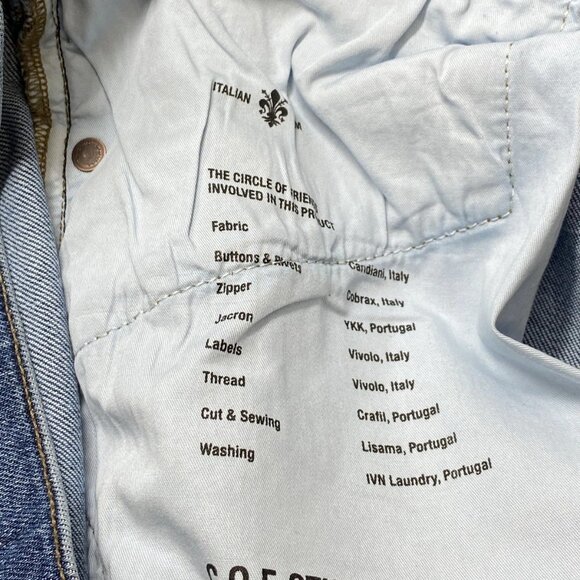 ITALIAN M
THE CIRCLE OF FRIEN
INVOLVED IN THIS PRODUCT
Fabric Candiani, Italy
Buttons & Rivets Cobrax, Italy
Zipper YKK, Portugal
Jacron Vivolo, Italy
Labels Vivolo, Italy
Thread Crafil, Portugal
Cut & Sewing Lisama, Portugal
Washing IVN Laundry, Portugal